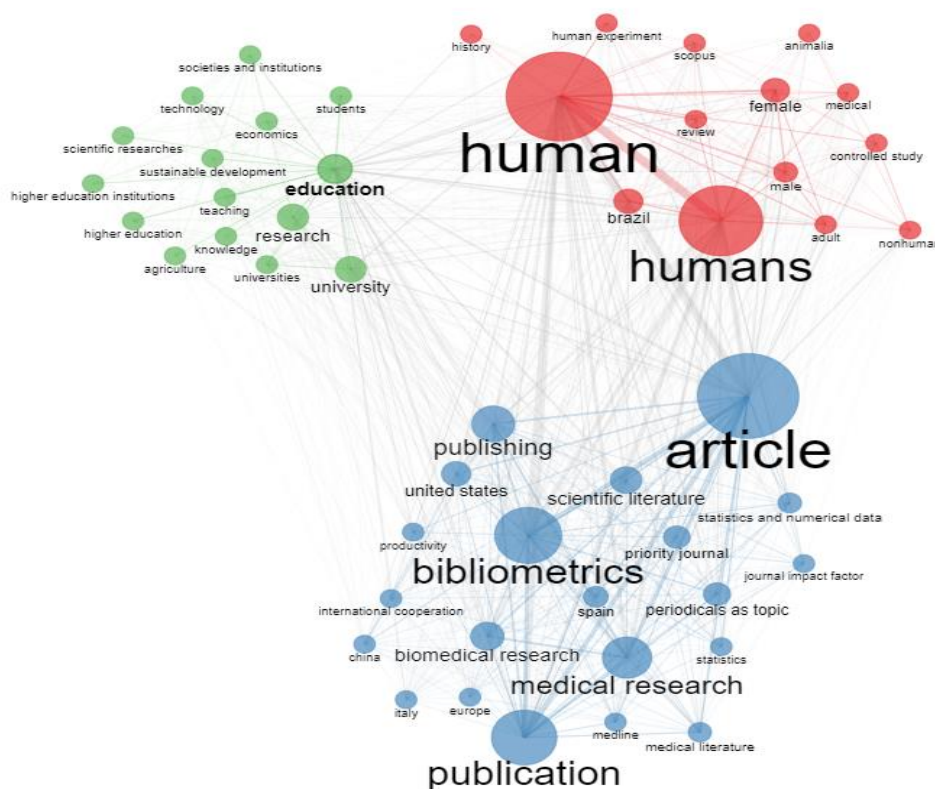 human experiment
history
scopus
animalia
societies and institutions
human
technology
students
female
medical
economics
review
scientific researches
controlled study
sustainable development
male
education
higher education institutions
teaching
brazil
research
higher education
knowledge
adult
nonhuman
agriculture
universities
university
humans
publishing
article
united states
scientific literature
statistics and numerical data
productivity
priority journal
bibliometrics
journal impact factor
international cooperation
spain
periodicals as topic
china
biomedical research
statistics
medical research
italy
europe
medline
medical literature
publication